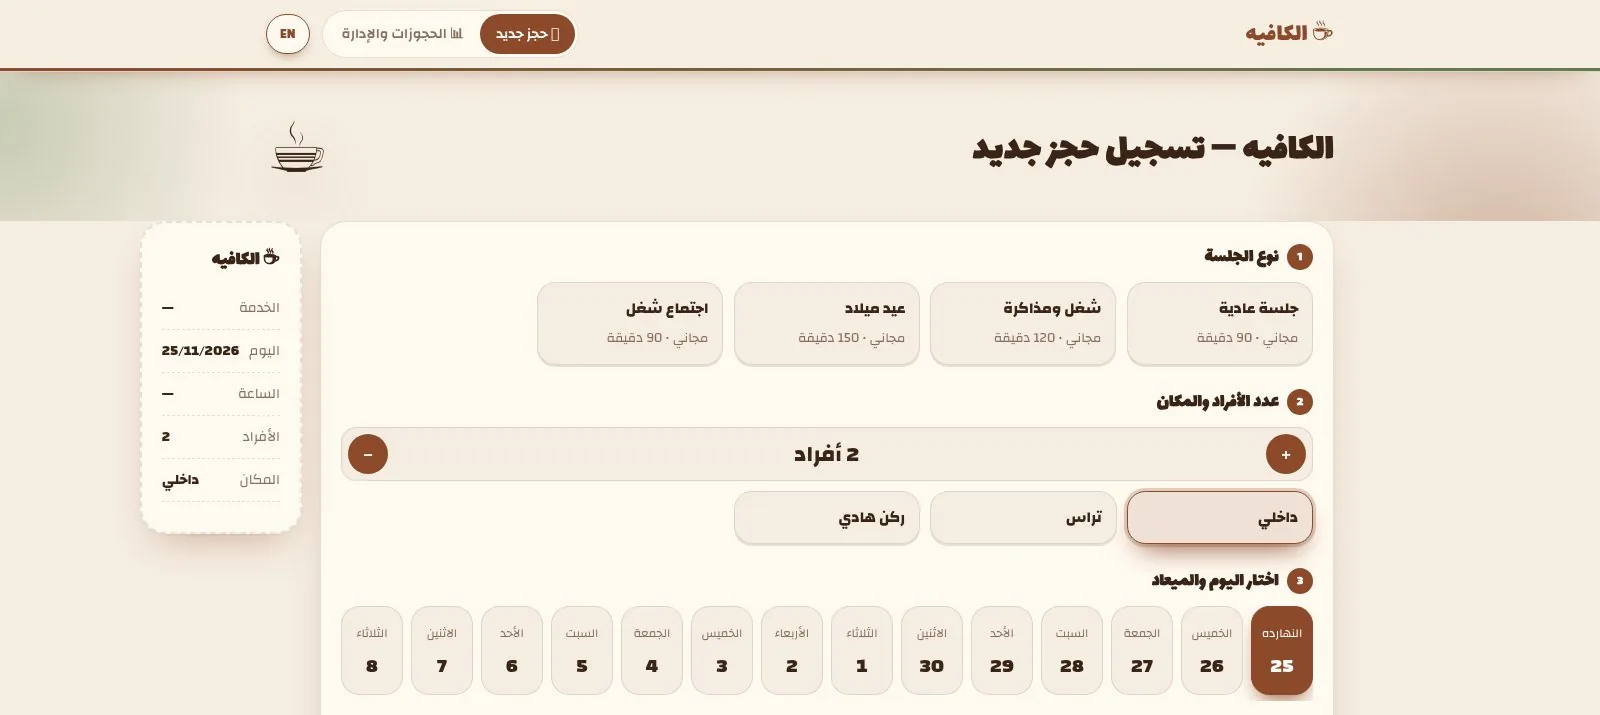 ☕ الكافيه
حجز جديد
📊 الحجوزات والإدارة
EN
الكافيه — تسجيل حجز جديد
1 نوع الجلسة
جلسة عادية
مجاني · 90 دقيقة
شغل ومذاكرة
مجاني · 120 دقيقة
عيد ميلاد
مجاني · 150 دقيقة
اجتماع شغل
مجاني · 90 دقيقة
2 عدد الأفراد والمكان
+ 2 أفراد −
داخلي
تراس
ركن هادي
3 اختار اليوم والميعاد
النهارده الخميس الجمعة السبت الأحد الاثنين الثلاثاء الأربعاء الخميس الجمعة السبت الأحد الاثنين الثلاثاء
25 26 27 28 29 30 1 2 3 4 5 6 7 8
☕ الكافيه
الخدمة —
اليوم 25/11/2026
الساعة —
الأفراد 2
المكان داخلي